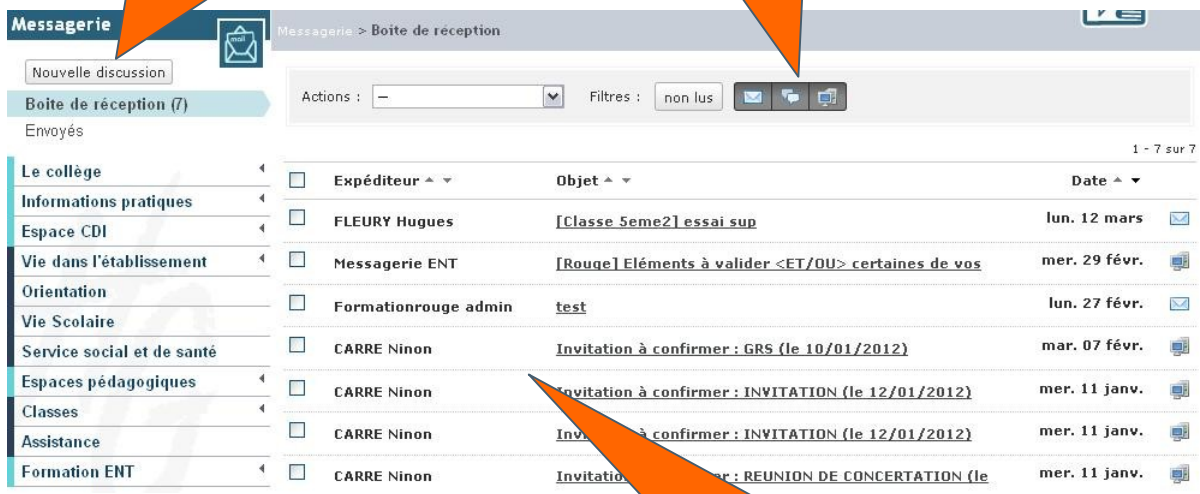 Messagerie
mail
Messagerie > Boite de réception
Nouvelle discussion
Boite de réception (7)
Envoyés
Actions : —
Filtres : non lus
1 - 7 sur 7
Le collège
Informations pratiques
Espace CDI
Vie dans l'établissement
Orientation
Vie Scolaire
Service social et de santé
Espaces pédagogiques
Classes
Assistance
Formation ENT
Expéditeur Objet Date
FLEURY Hugues [Classe 5eme2] essai sup lun. 12 mars
Messagerie ENT [Rouge] Eléments à valider <ET/OU> certaines de vos mer. 29 févr.
Formationrouge admin test lun. 27 févr.
CARRE Ninon Invitation à confirmer : GRS (le 10/01/2012) mar. 07 févr.
CARRE Ninon Invitation à confirmer : INVITATION (le 12/01/2012) mer. 11 janv.
CARRE Ninon à confirmer : INVITATION (le 12/01/2012) mer. 11 janv.
CARRE Ninon : REUNION DE CONCERTATION (le mer. 11 janv.